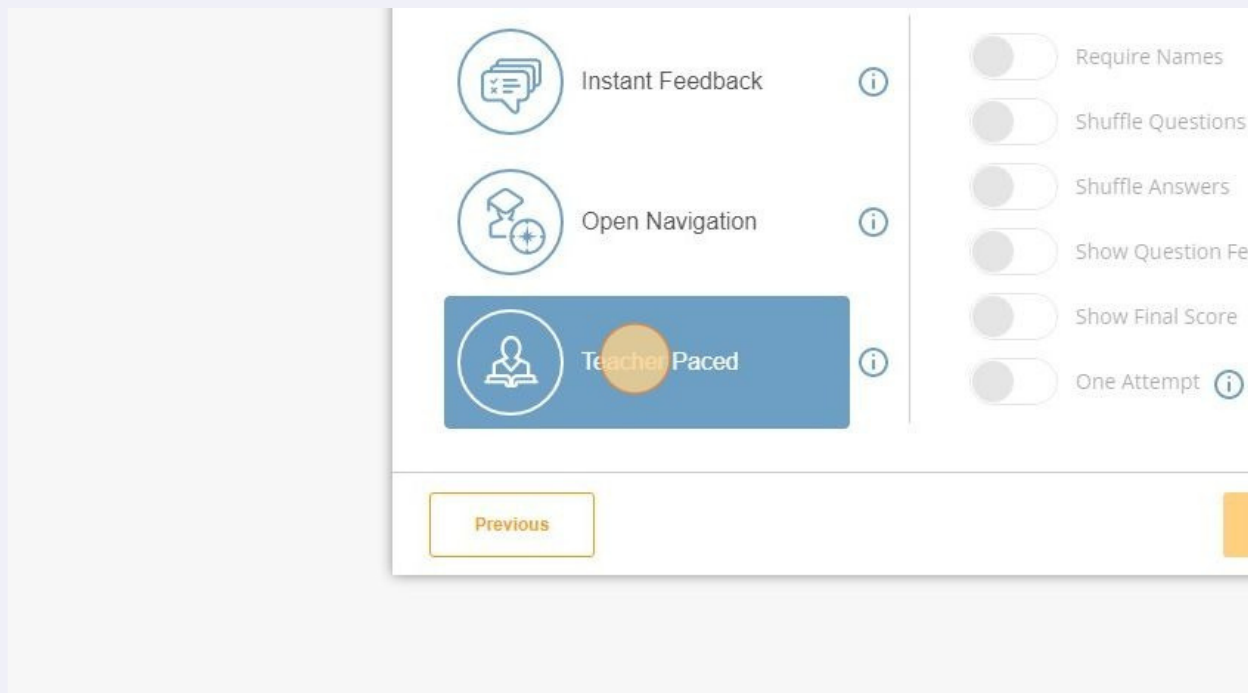 Instant Feedback
Open Navigation
Teacher Paced
Require Names
Shuffle Questions
Shuffle Answers
Show Question Fe
Show Final Score
One Attempt
Previous